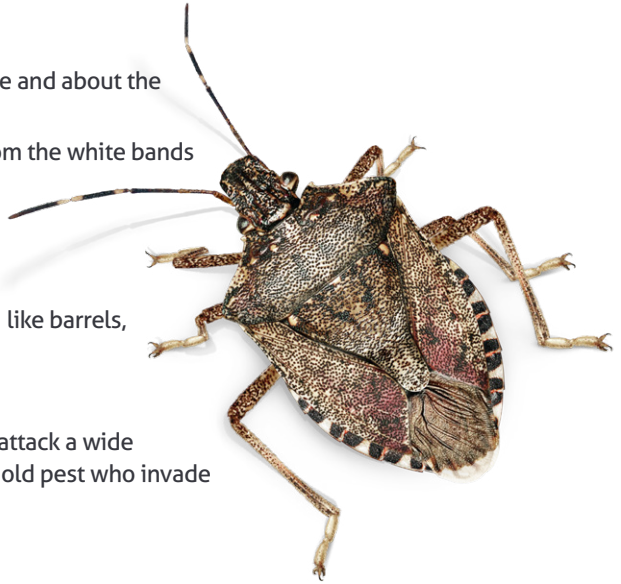 e and about the
om the white bands
like barrels,
attack a wide
old pest who invade